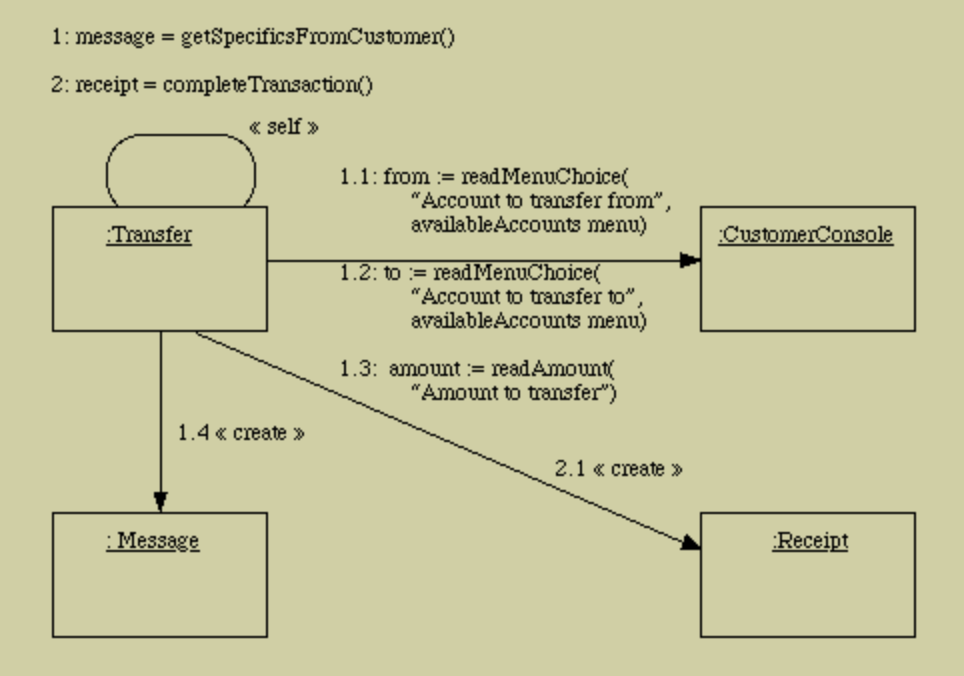 1: message = getSpecificsFromCustomer()
2: receipt = completeTransaction()
« self »
1.1: from := readMenuChoice(
“Account to transfer from”,
availableAccounts menu)
:Transfer
:CustomerConsole
1.2: to := readMenuChoice(
“Account to transfer to”,
availableAccounts menu)
1.3: amount := readAmount(
“Amount to transfer”)
1.4 « create »
2.1 « create »
: Message
:Receipt